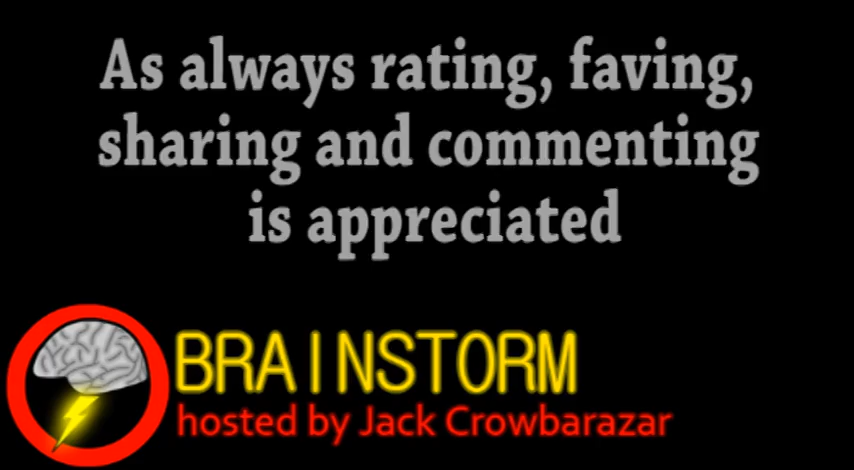 As always rating, faving,
sharing and commenting
is appreciated
BRAINSTORM
hosted by Jack Crowbarazar